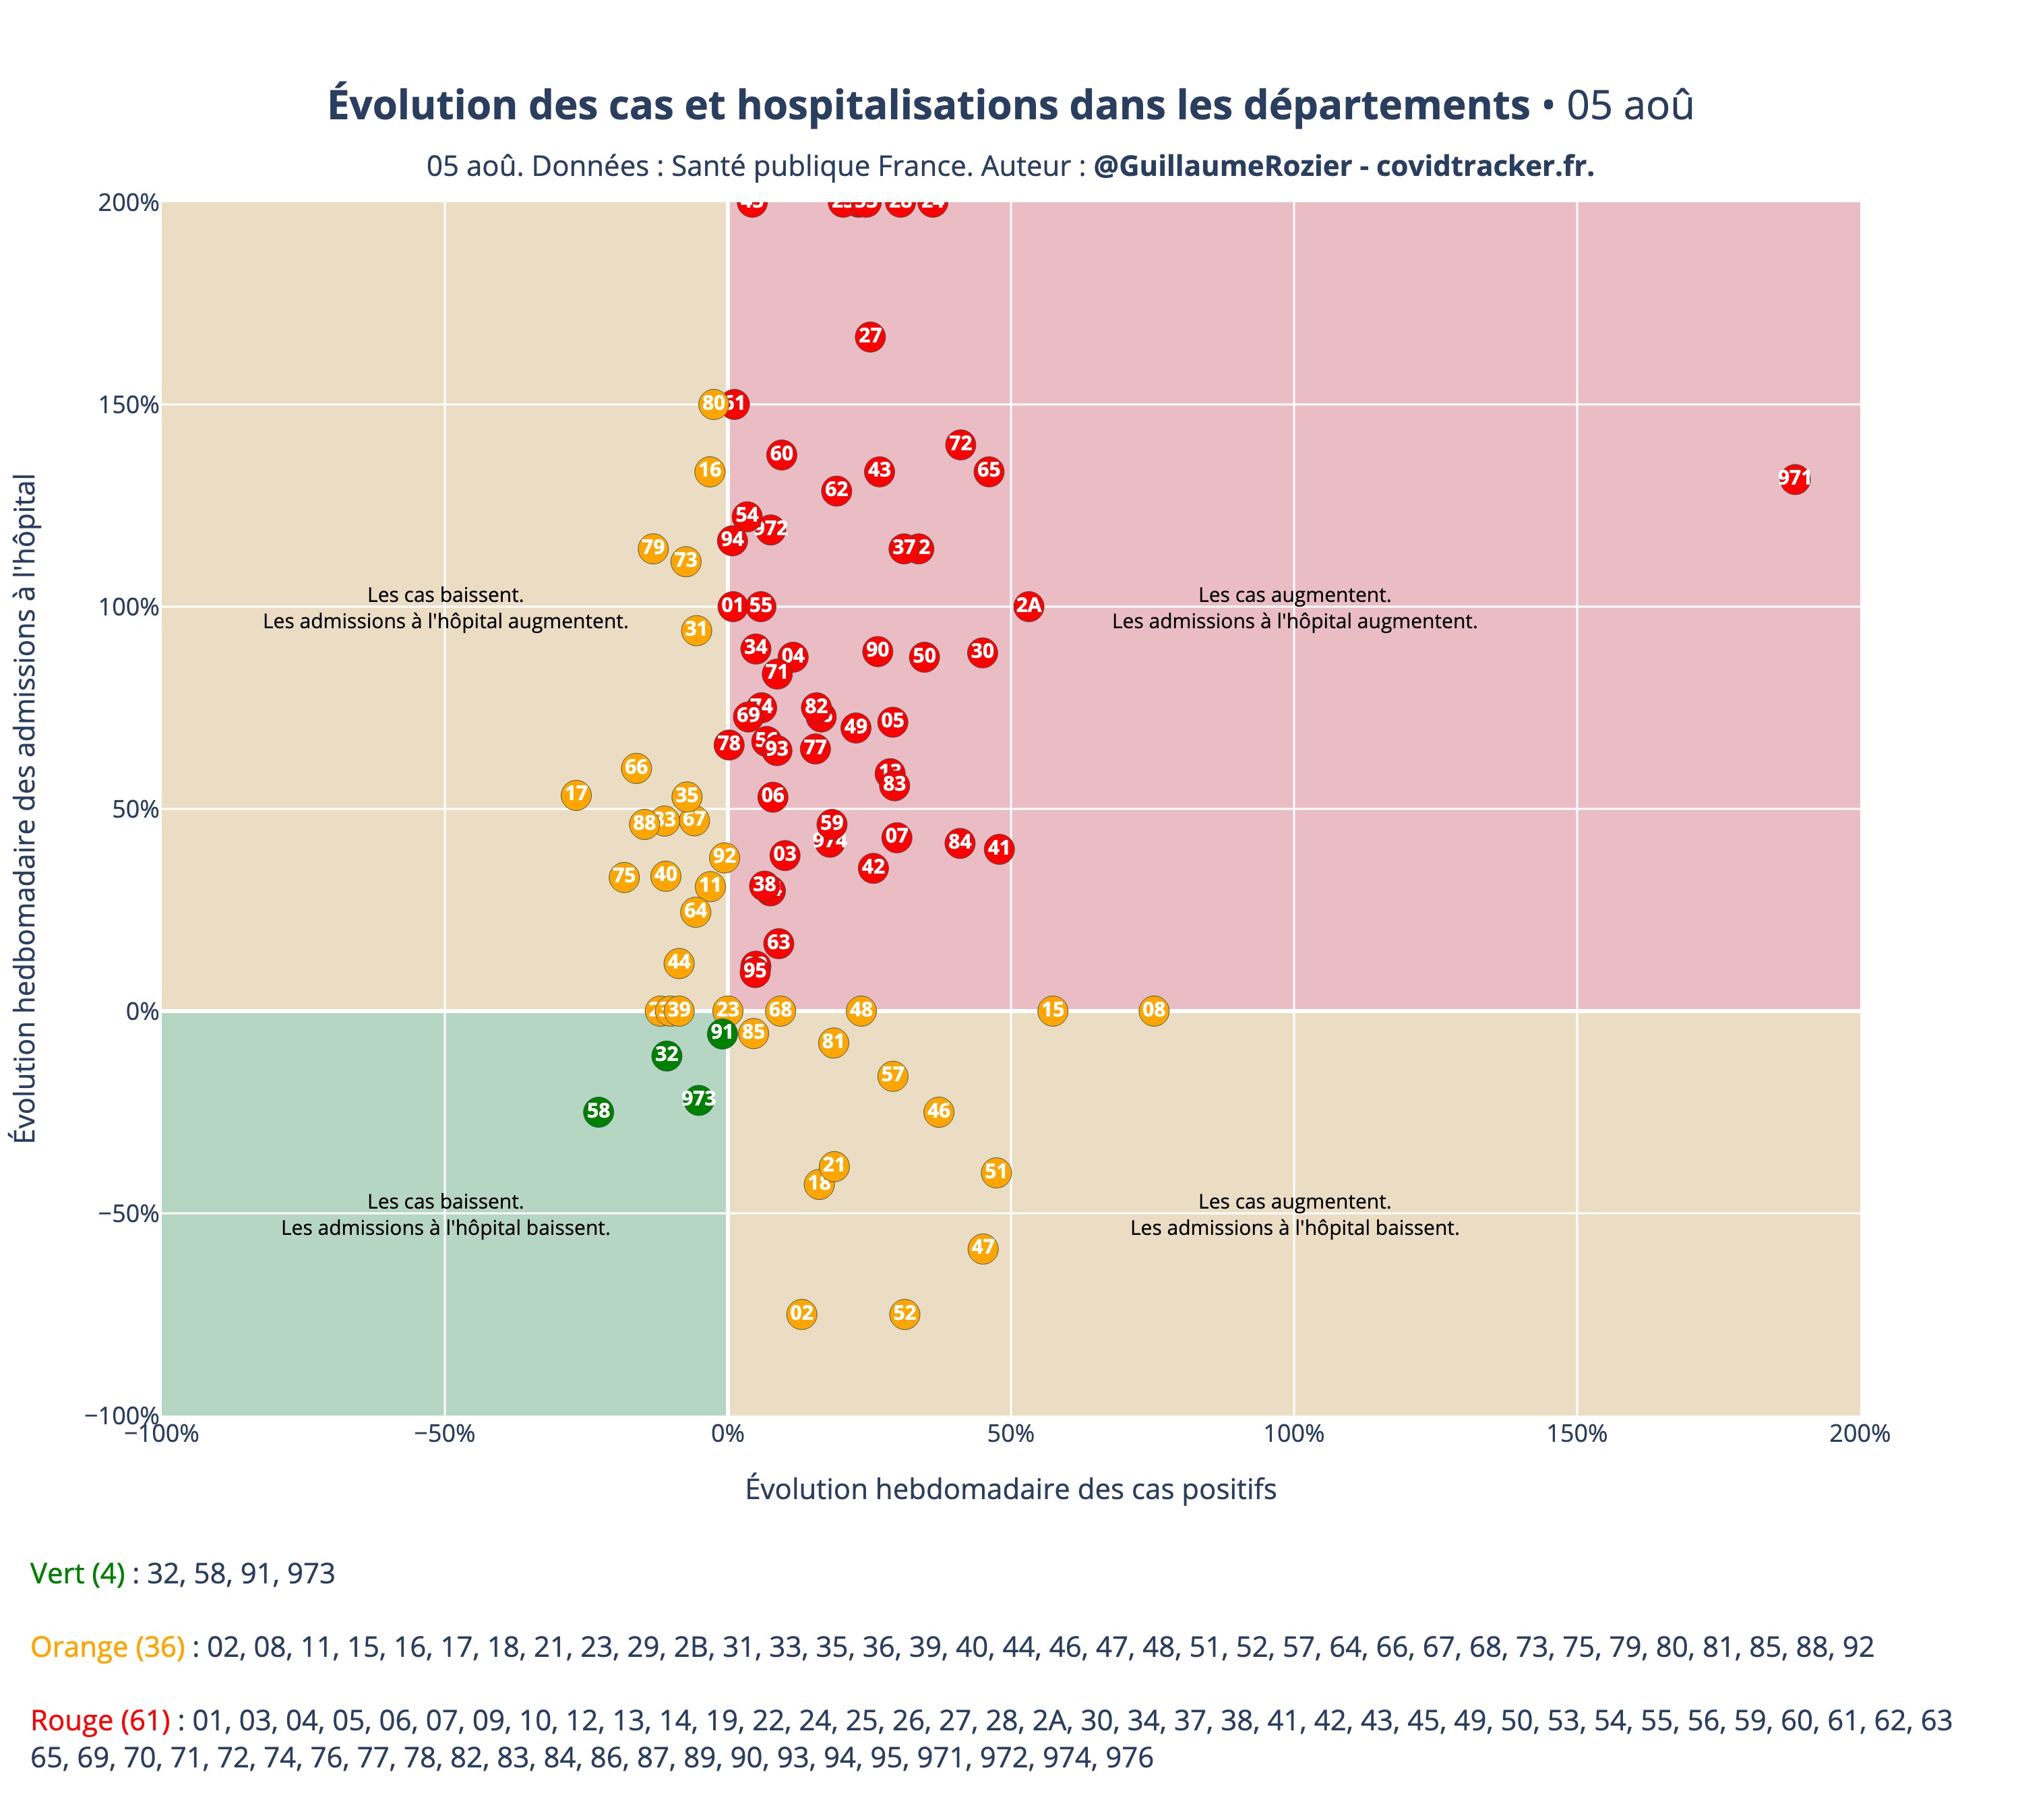 Évolution des cas et hospitalisations dans les départements • 05 aoû
05 aoû. Données : Santé publique France. Auteur : @GuillaumeRozier - covidtracker.fr.
200%
45 28 24
27
150%
80 61
72
60
16 43 65
971
62
54
972
94
79 37
73
Les cas baissent.
Les admissions à l'hôpital augmentent.
Les cas augmentent.
Les admissions à l'hôpital augmentent.
100%
01 55 2A
31
34 90 30
04 50
71
74 82
69
49 05
78 93 77
66
13
83
17 35 06
50%
88 33 67 59
07
974 84 41
92 03
42
75 40
11 38
64
63
44
95
0%
39 23 68 48 15 08
91 85
81
32
57
973
58 46
21
51
18
Les cas baissent.
Les admissions à l'hôpital baissent.
Les cas augmentent.
Les admissions à l'hôpital baissent.
−50%
47
02 52
−100%
−100% −50% 0% 50% 100% 150% 200%
Évolution hedbomadaire des admissions à l'hôpital
Évolution hebdomadaire des cas positifs
Vert (4) : 32, 58, 91, 973
Orange (36) : 02, 08, 11, 15, 16, 17, 18, 21, 23, 29, 2B, 31, 33, 35, 36, 39, 40, 44, 46, 47, 48, 51, 52, 57, 64, 66, 67, 68, 73, 75, 79, 80, 81, 85, 88, 92
Rouge (61) : 01, 03, 04, 05, 06, 07, 09, 10, 12, 13, 14, 19, 22, 24, 25, 26, 27, 28, 2A, 30, 34, 37, 38, 41, 42, 43, 45, 49, 50, 53, 54, 55, 56, 59, 60, 61, 62, 63
65, 69, 70, 71, 72, 74, 76, 77, 78, 82, 83, 84, 86, 87, 89, 90, 93, 94, 95, 971, 972, 974, 976